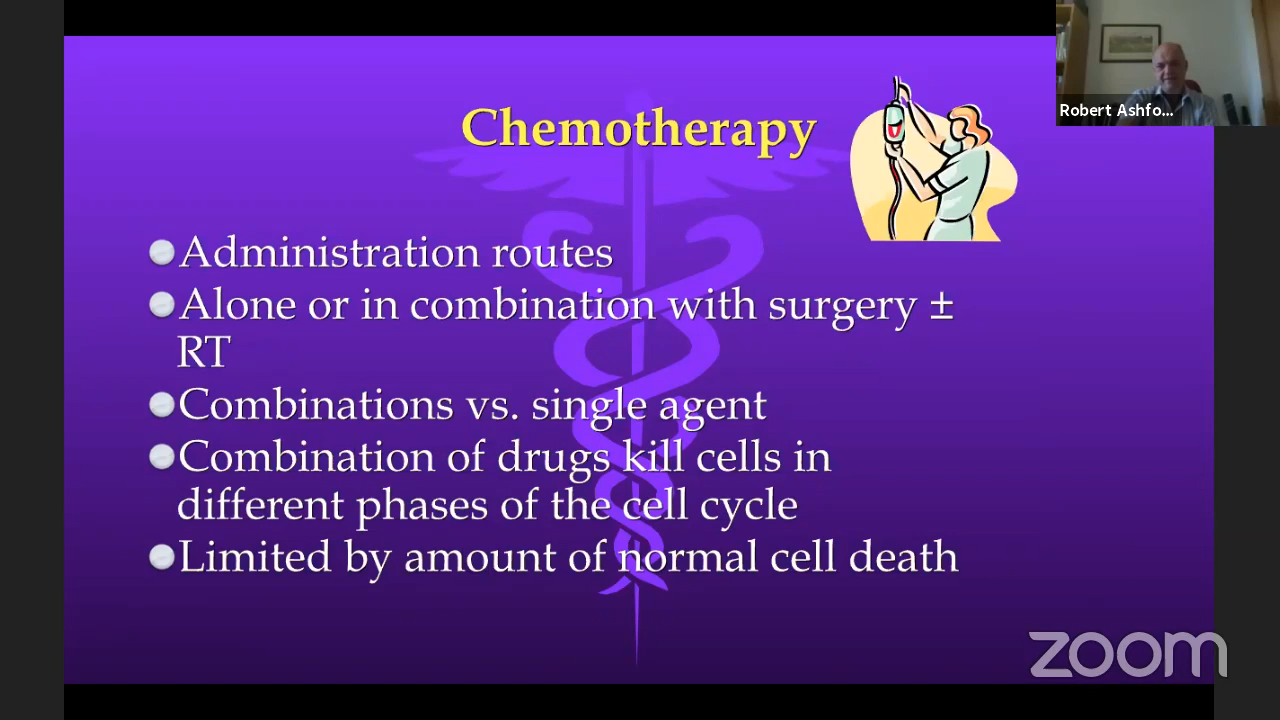 Chemotherapy
Robert Ashfo...
Administration routes
Alone or in combination with surgery ±
RT
Combinations vs. single agent
Combination of drugs kill cells in
different phases of the cell cycle
Limited by amount of normal cell death
zoom